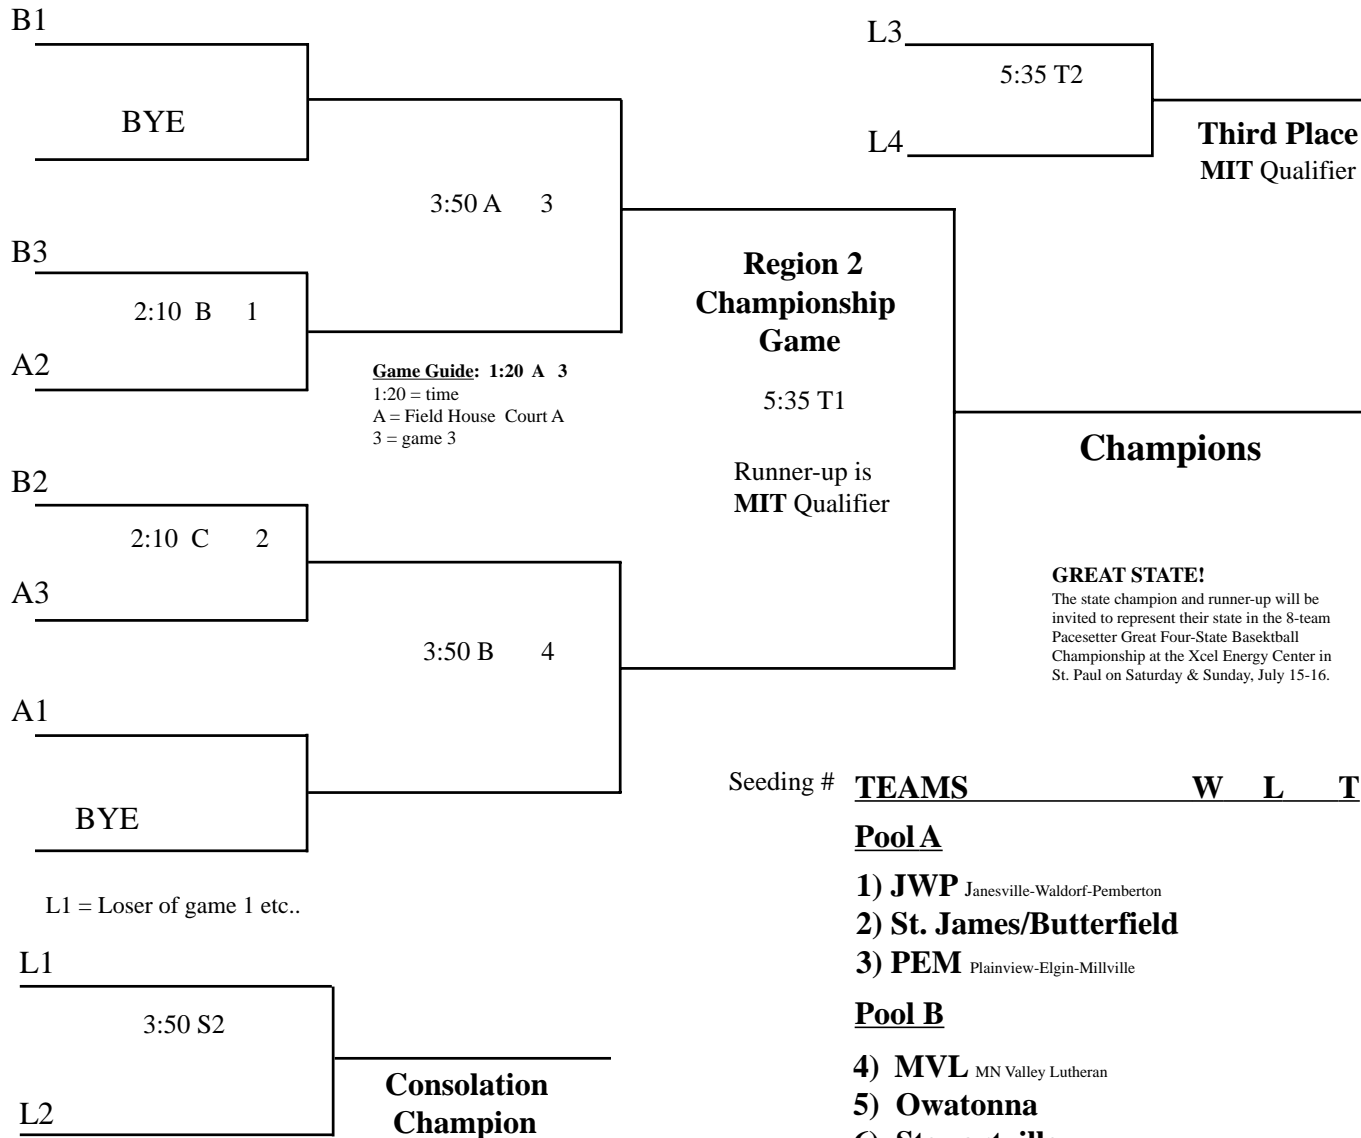 B1
BYE
3:50 A 3
B3
2:10 B 1
A2
Game Guide: 1:20 A 3
1:20 = time
A = Field House Court A
3 = game 3
B2
2:10 C 2
A3
3:50 B 4
A1
BYE
L1 = Loser of game 1 etc..
L1
3:50 S2
L2
Consolation
Champion
L3
5:35 T2
L4
Third Place
MIT Qualifier
Region 2
Championship
Game
5:35 T1
Runner-up is
MIT Qualifier
Champions
GREAT STATE!
The state champion and runner-up will be
invited to represent their state in the 8-team
Pacesetter Great Four-State Basektball
Championship at the Xcel Energy Center in
St. Paul on Saturday & Sunday, July 15-16.
Seeding # TEAMS W L T
Pool A
1) JWP Janesville-Waldorf-Pemberton
2) St. James/Butterfield
3) PEM Plainview-Elgin-Millville
Pool B
4) MVL MN Valley Lutheran
5) Owatonna
6) Stewartville